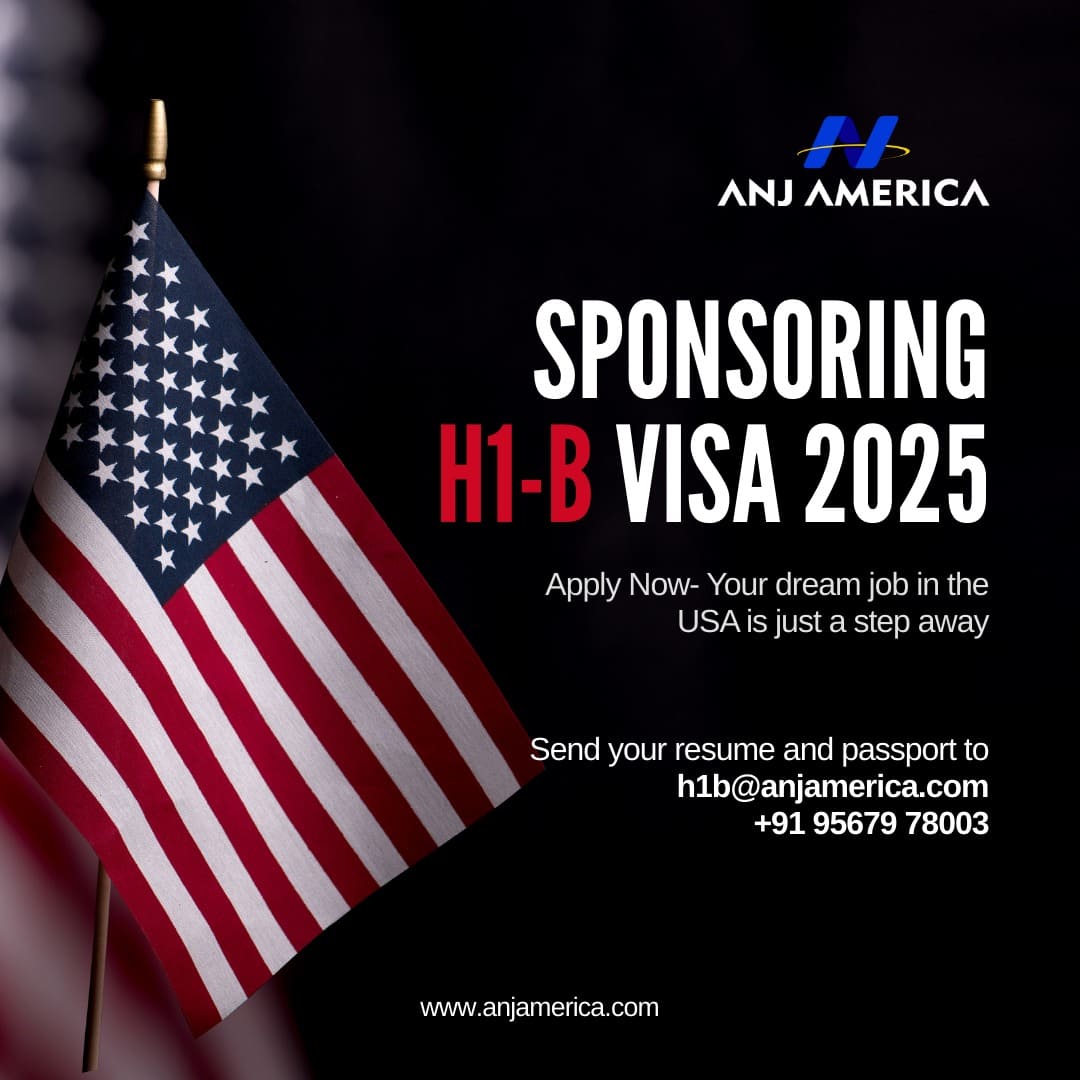 ANJ AMERICA
SPONSORING
H1-B VISA 2025
Apply Now- Your dream job in the
USA is just a step away
Send your resume and passport to
h1b@anjamerica.com
+91 95679 78003
www.anjamerica.com